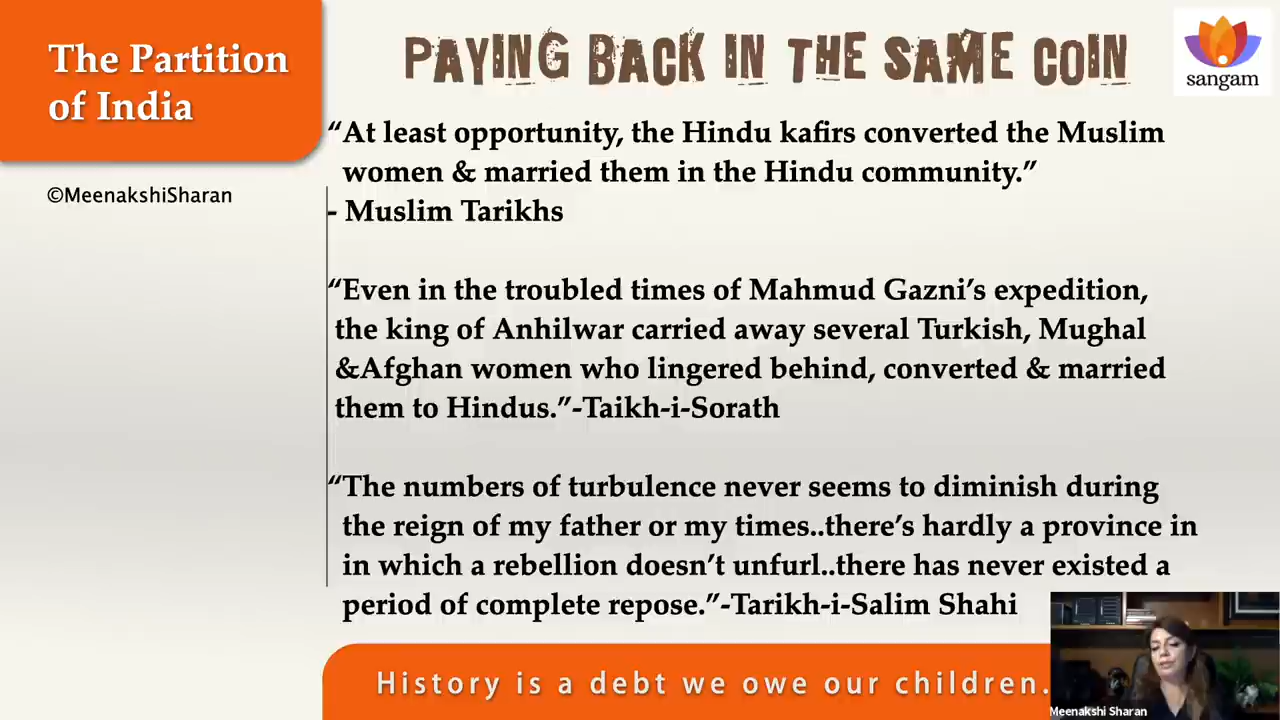 The Partition
of India
©MeenakshiSharan
PAYING BACK IN THE SAME COIN
sangam
“At least opportunity, the Hindu kafirs converted the Muslim
women & married them in the Hindu community.”
- Muslim Tarikhs
“Even in the troubled times of Mahmud Gazni’s expedition,
the king of Anhilwar carried away several Turkish, Mughal
&Afghan women who lingered behind, converted & married
them to Hindus.”-Taikh-i-Sorath
“The numbers of turbulence never seems to diminish during
the reign of my father or my times..there’s hardly a province in
in which a rebellion doesn’t unfurl..there has never existed a
period of complete repose.”-Tarikh-i-Salim Shahi
History is a debt we owe our children.
Meenakshi Sharan